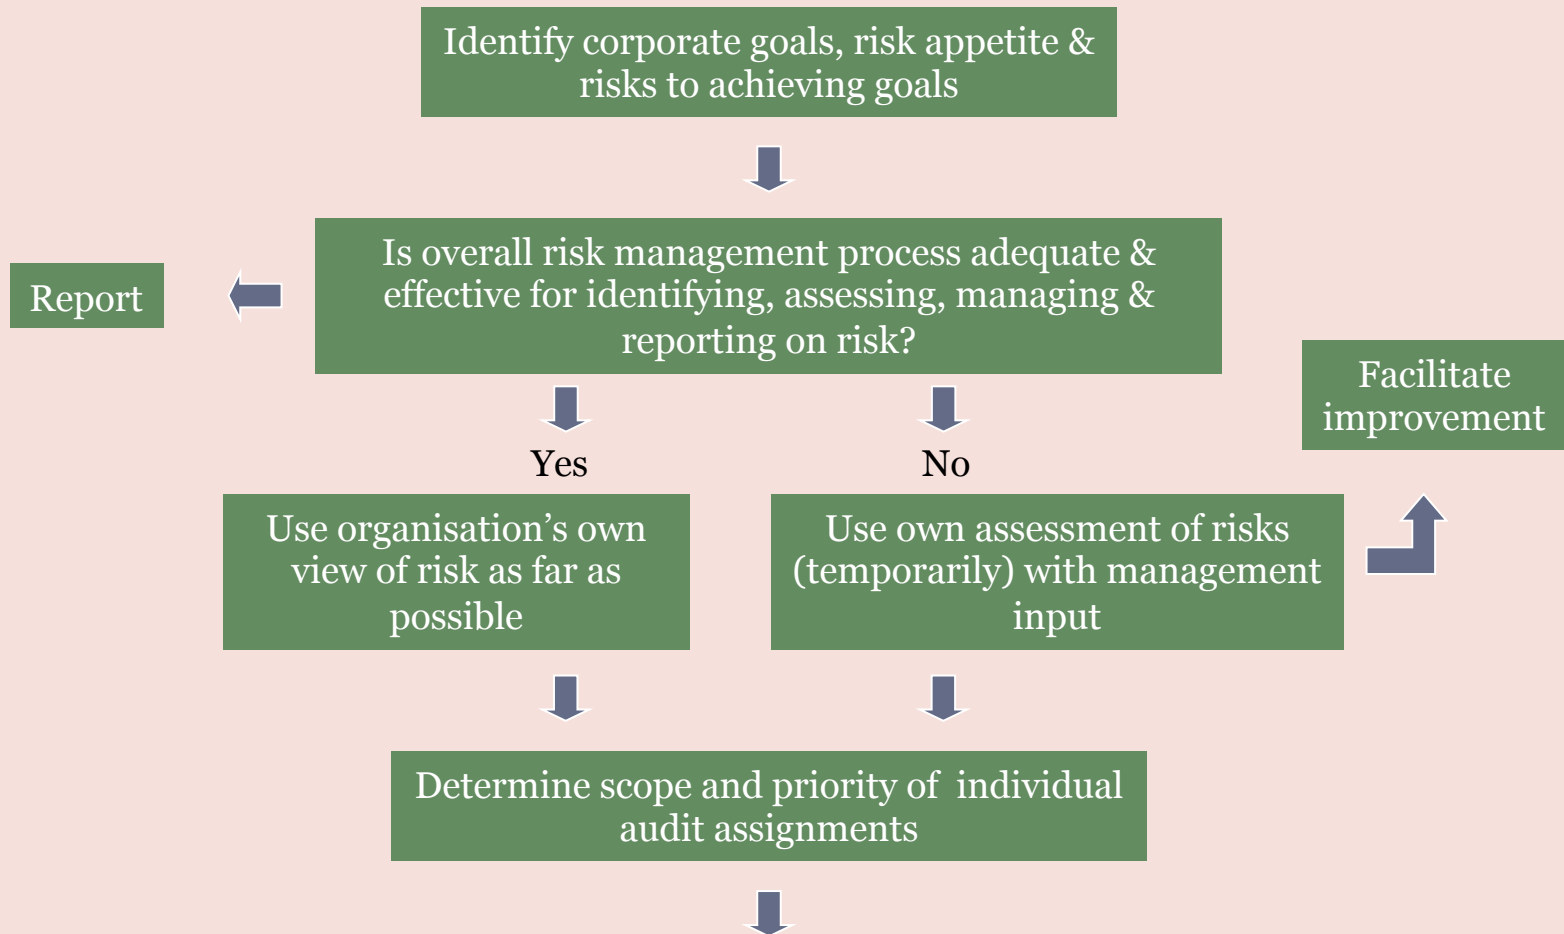 Identify corporate goals, risk appetite &
risks to achieving goals
Is overall risk management process adequate &
effective for identifying, assessing, managing &
reporting on risk?
Report
Facilitate
improvement
Yes
No
Use organisation’s own
view of risk as far as
possible
Use own assessment of risks
(temporarily) with management
input
Determine scope and priority of  individual
audit assignments